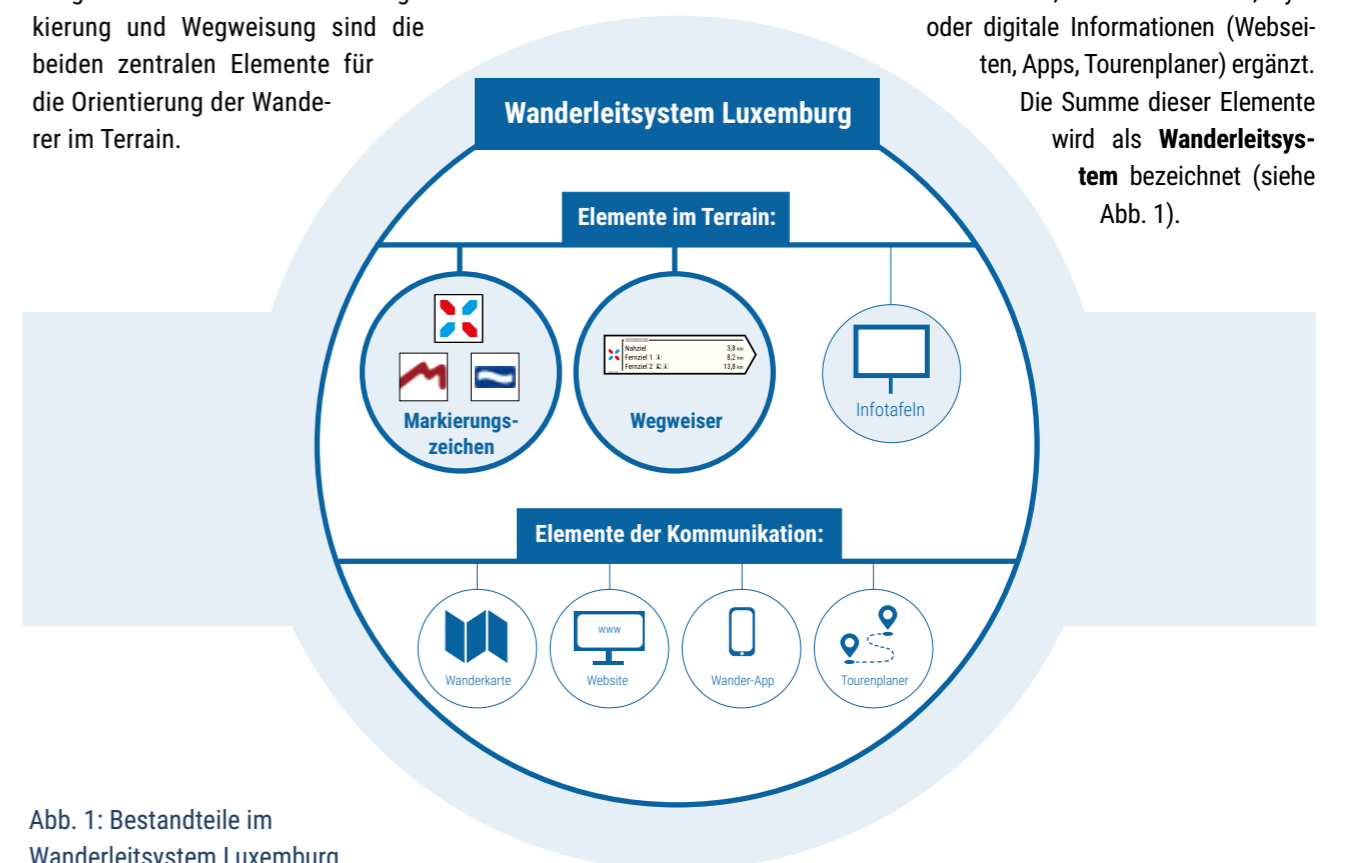 kierung und Wegweisung sind die
beiden zentralen Elemente für
die Orientierung der Wande-
rer im Terrain.
oder digitale Informationen (Websei-
ten, Apps, Tourenplaner) ergänzt.
Die Summe dieser Elemente
wird als Wanderleitsys-
tem bezeichnet (siehe
Abb. 1).
Wanderleitsystem Luxemburg
Elemente im Terrain:
Nahziel 3,8 km
Fernziel 1 8,2 km
Fernziel 2 13,8 km
Markierungs-
zeichen
Wegweiser
Infotafeln
Elemente der Kommunikation:
www
Wanderkarte
Website
Wander-App
Tourenplaner
Abb. 1: Bestandteile im
Wanderleitsystem Luxemburg